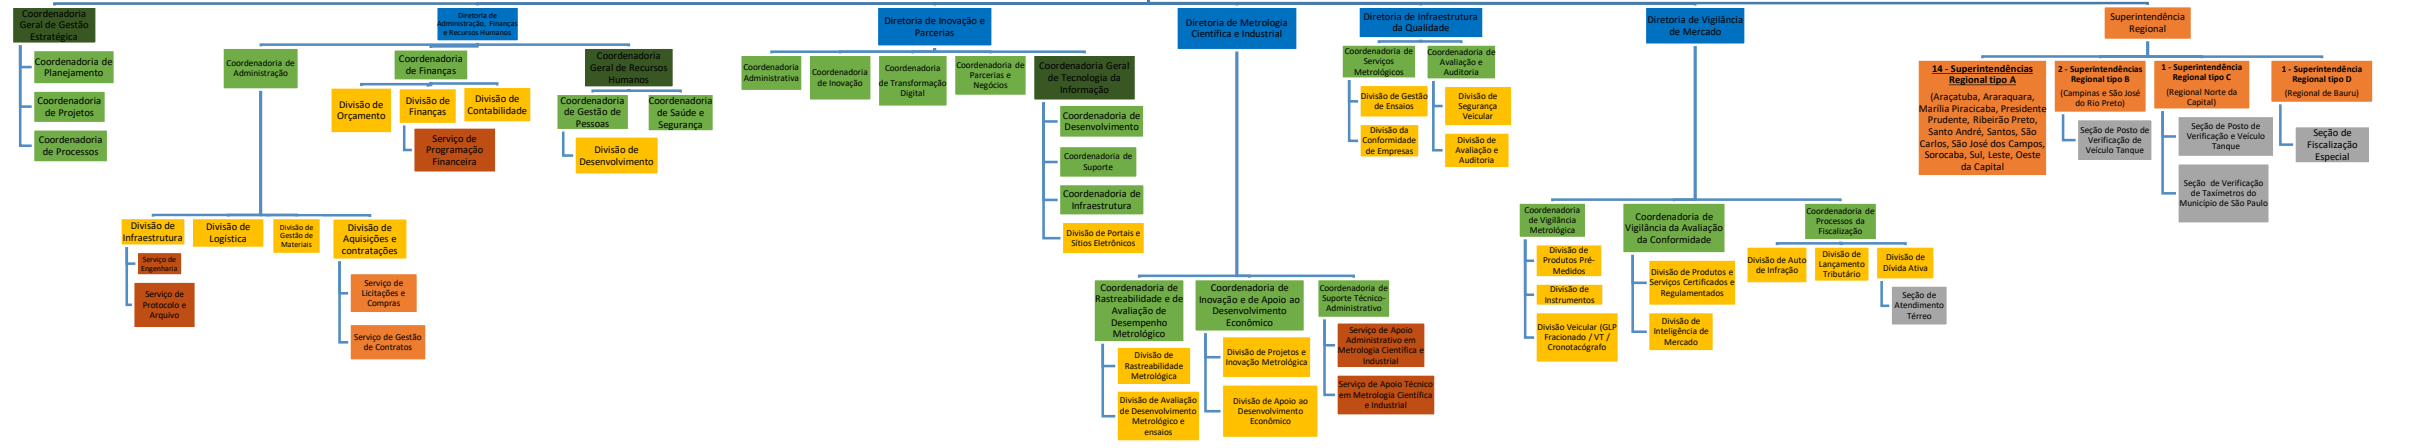 Coordenadoria
Geral de Gestão
Estratégica
Coordenadoria de
Planejamento
Coordenadoria
de Projetos
Coordenadoria
de Processos
Diretoria de
Administração, Finanças
e Recursos Humanos
Coordenadoria de
Administração
Divisão de
Infraestrutura
Serviço de
Engenharia
Serviço de
Protocolo e
Arquivo
Divisão de
Logística
Divisão de
Gestão de
Materiais
Divisão de
Aquisições e
contratações
Serviço de
Licitações e
Compras
Serviço de Gestão
de Contratos
Coordenadoria
de Finanças
Divisão de
Orçamento
Divisão de
Finanças
Serviço de
Programação
Financeira
Divisão de
Contabilidade
Coordenadoria
Geral de Recursos
Humanos
Coordenadoria
de Gestão de
Pessoas
Divisão de
Desenvolvimento
Coordenadoria
de Saúde e
Segurança
Diretoria de Inovação e
Parcerias
Coordenadoria
Administrativa
Coordenadoria
de Inovação
Coordenadoria
de Transformação
Digital
Coordenadoria de
Parcerias e
Negócios
Coordenadoria Geral
de Tecnologia da
Informação
Coordenadoria
de Desenvolvimento
Coordenadoria de
Suporte
Coordenadoria de
Infraestrutura
Divisão de Portais e
Sítios Eletrônicos
Diretoria de Metrologia
Científica e Industrial
Coordenadoria de
Rastreabilidade e de
Avaliação de
Desempenho
Metrológico
Divisão de
Rastreabilidade
Metrológica
Divisão de Avaliação
de Desenvolvimento
Metrológico e
ensaios
Coordenadoria de
Inovação e de Apoio ao
Desenvolvimento
Econômico
Divisão de Projetos e
Inovação Metrológica
Divisão de Apoio ao
Desenvolvimento
Econômico
Coordenadoria de
Suporte Técnico-
Administrativo
Serviço de Apoio
Administrativo em
Metrologia Científica e
Industrial
Serviço de Apoio Técnico
em Metrologia Científica
e Industrial
Diretoria de Infraestrutura
da Qualidade
Coordenadoria de
Serviços
Metrológicos
Divisão de Gestão
de Ensaios
Divisão da
Conformidade
de Empresas
Coordenadoria de
Avaliação e
Auditoria
Divisão de
Segurança
Veicular
Divisão de
Avaliação e
Auditoria
Diretoria de Vigilância
de Mercado
Coordenadoria
de Vigilância
Metrológica
Divisão de
Produtos Pré-
Medidos
Divisão de
Instrumentos
Divisão Veicular (GLP
Fracionado / VT /
Cronotacógrafo
Coordenadoria de
Vigilância da Avaliação
da Conformidade
Divisão de Produtos e
Serviços Certificados e
Regulamentados
Divisão de
Inteligência de
Mercado
Coordenadoria de
Processos da
Fiscalização
Divisão de Auto
de Infração
Divisão de
Lançamento
Tributário
Divisão de
Dívida Ativa
Seção de
Atendimento
Térreo
Superintendência
Regional
14 - Superintendências
Regional tipo A
(Araçatuba, Araraquara,
Marília Piracicaba, Presidente
Prudente, Ribeirão Preto,
Santo André, Santos, São
Carlos, São José dos Campos,
Sorocaba, Sul, Leste, Oeste
da Capital)
2 - Superintendências
Regional tipo B
(Campinas e São José
do Rio Preto)
Seção de Posto de
Verificação de
Veículo Tanque
1 - Superintendência
Regional tipo C
(Regional Norte da
Capital)
Seção de Posto de
Verificação e Veículo
Tanque
Seção de Verificação
de Taxímetros do
Município de São Paulo
1 - Superintendência
Regional tipo D
(Regional de Bauru)
Seção de
Fiscalização
Especial